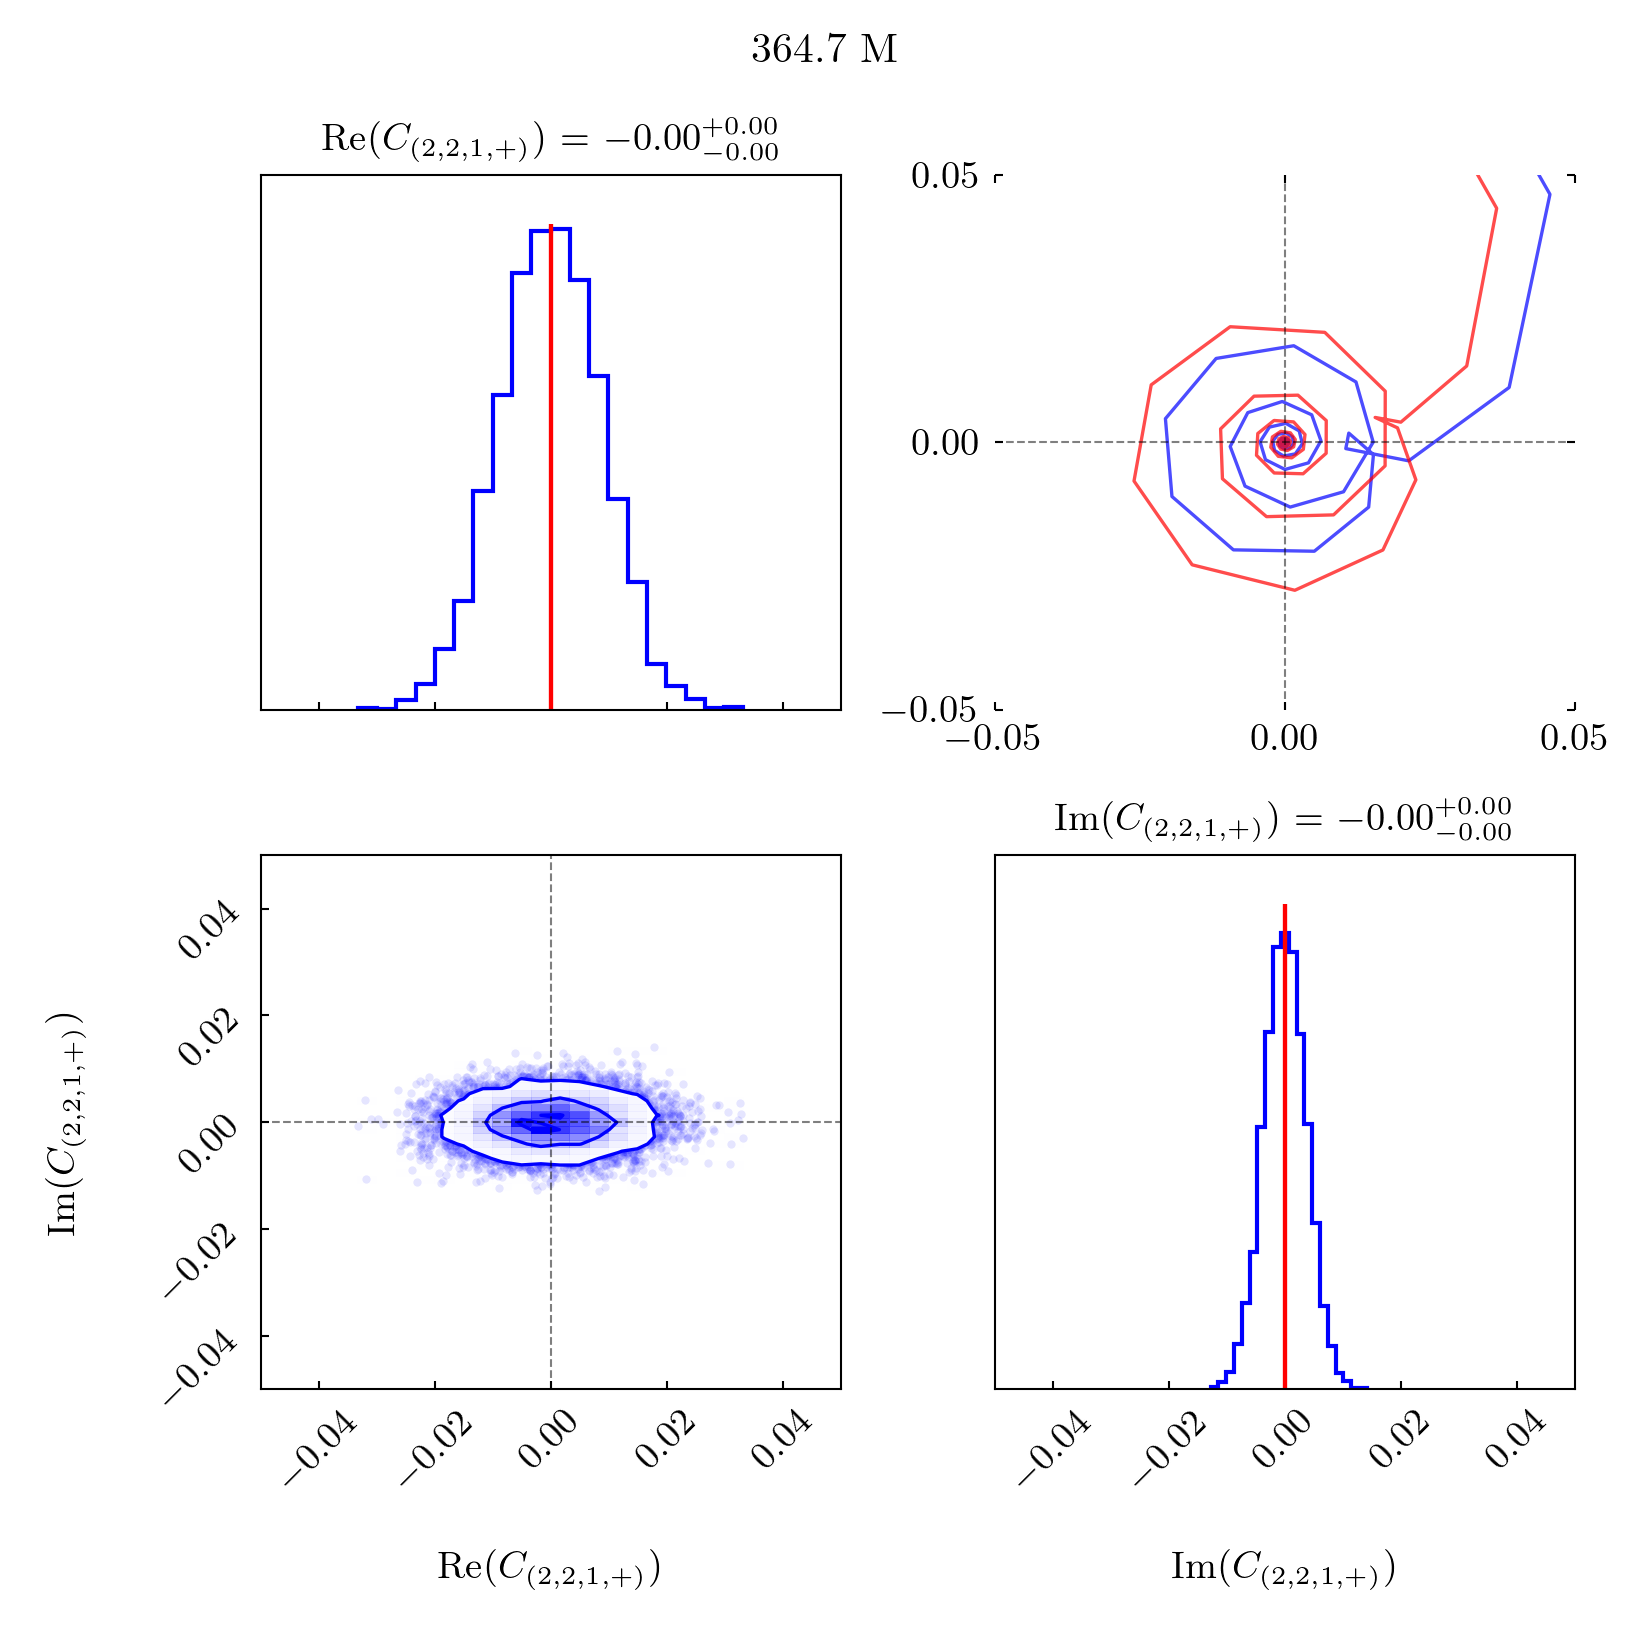 364.7 M
Re(C_{(2,2,1,+)}) = −0.00^{+0.00}_{−0.00}
0.05
0.00
−0.05
−0.05 0.00 0.05
Im(C_{(2,2,1,+)}) = −0.00^{+0.00}_{−0.00}
Im(C_{(2,2,1,+)})
0.04
0.02
0.00
−0.02
−0.04
−0.04 −0.02 0.00 0.02 0.04
−0.04 −0.02 0.00 0.02 0.04
Re(C_{(2,2,1,+)})
Im(C_{(2,2,1,+)})